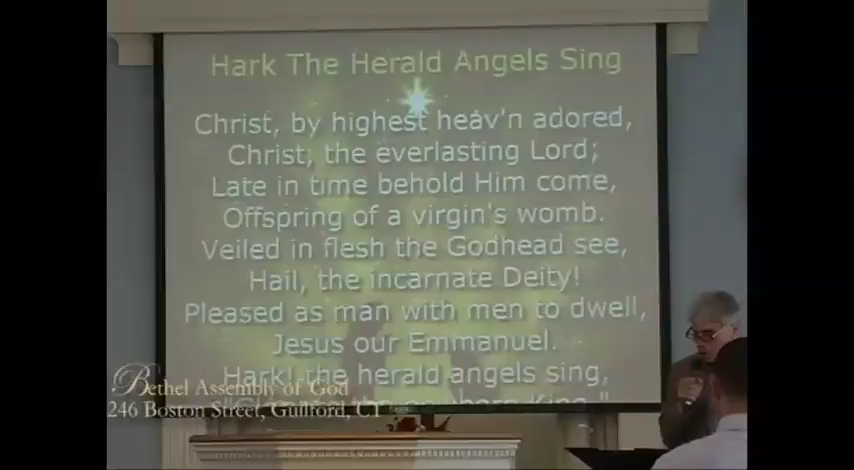 Hark The Herald Angels Sing
Christ, by highest heav'n adored,
Christ, the everlasting Lord;
Late in time behold Him come,
Offspring of a virgin's womb.
Veiled in flesh the Godhead see,
Hail, the incarnate Deity!
Pleased as man with men to dwell,
Jesus our Emmanuel.
Hark! the herald angels sing,
the newborn King."
Bethel Assembly of God
246 Boston Street, Guilford, CT